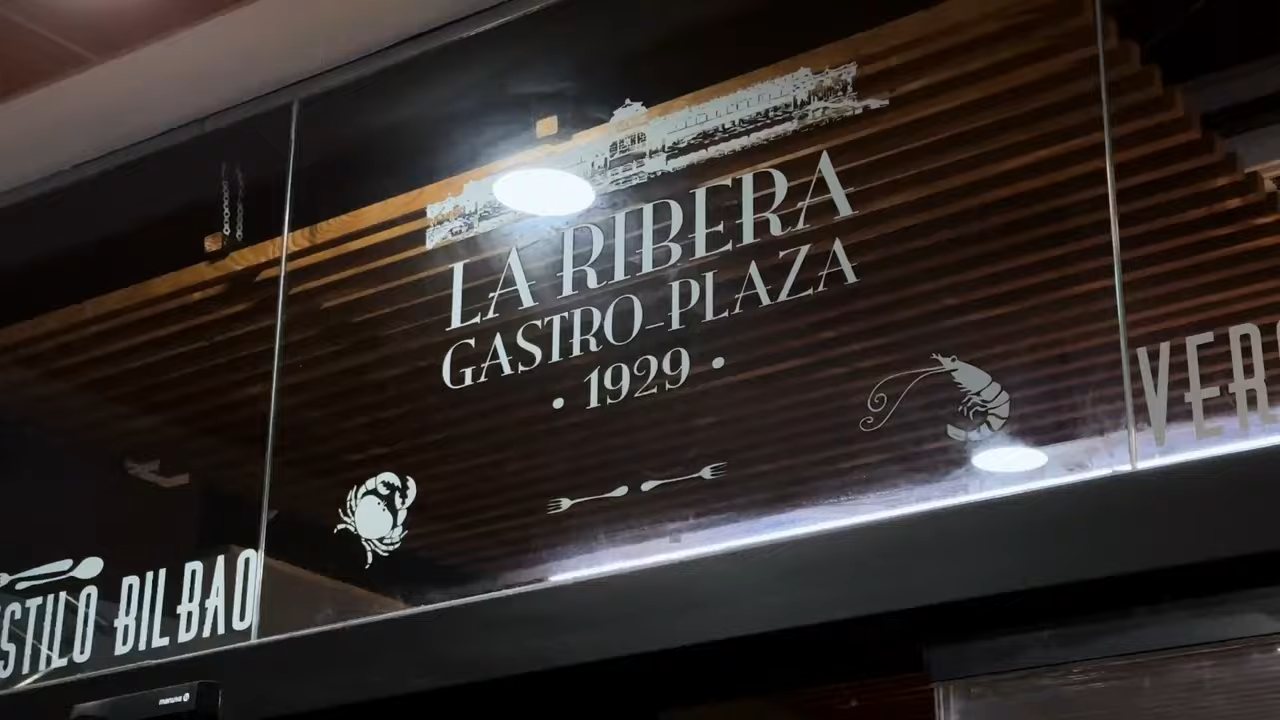 LA RIBERA
GASTRO-PLAZA
• 1929 •
STILO BILBAO
VER